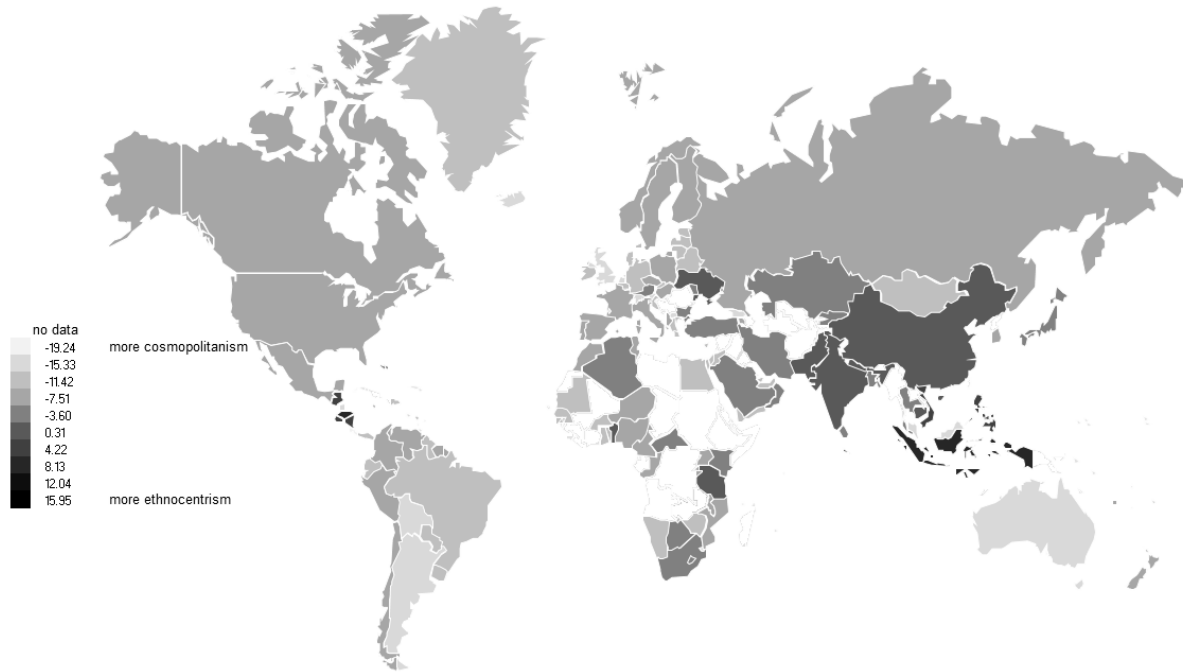 no data
-19.24 more cosmopolitanism
-15.33
-11.42
-7.51
-3.60
0.31
4.22
8.13
12.04
15.95 more ethnocentrism